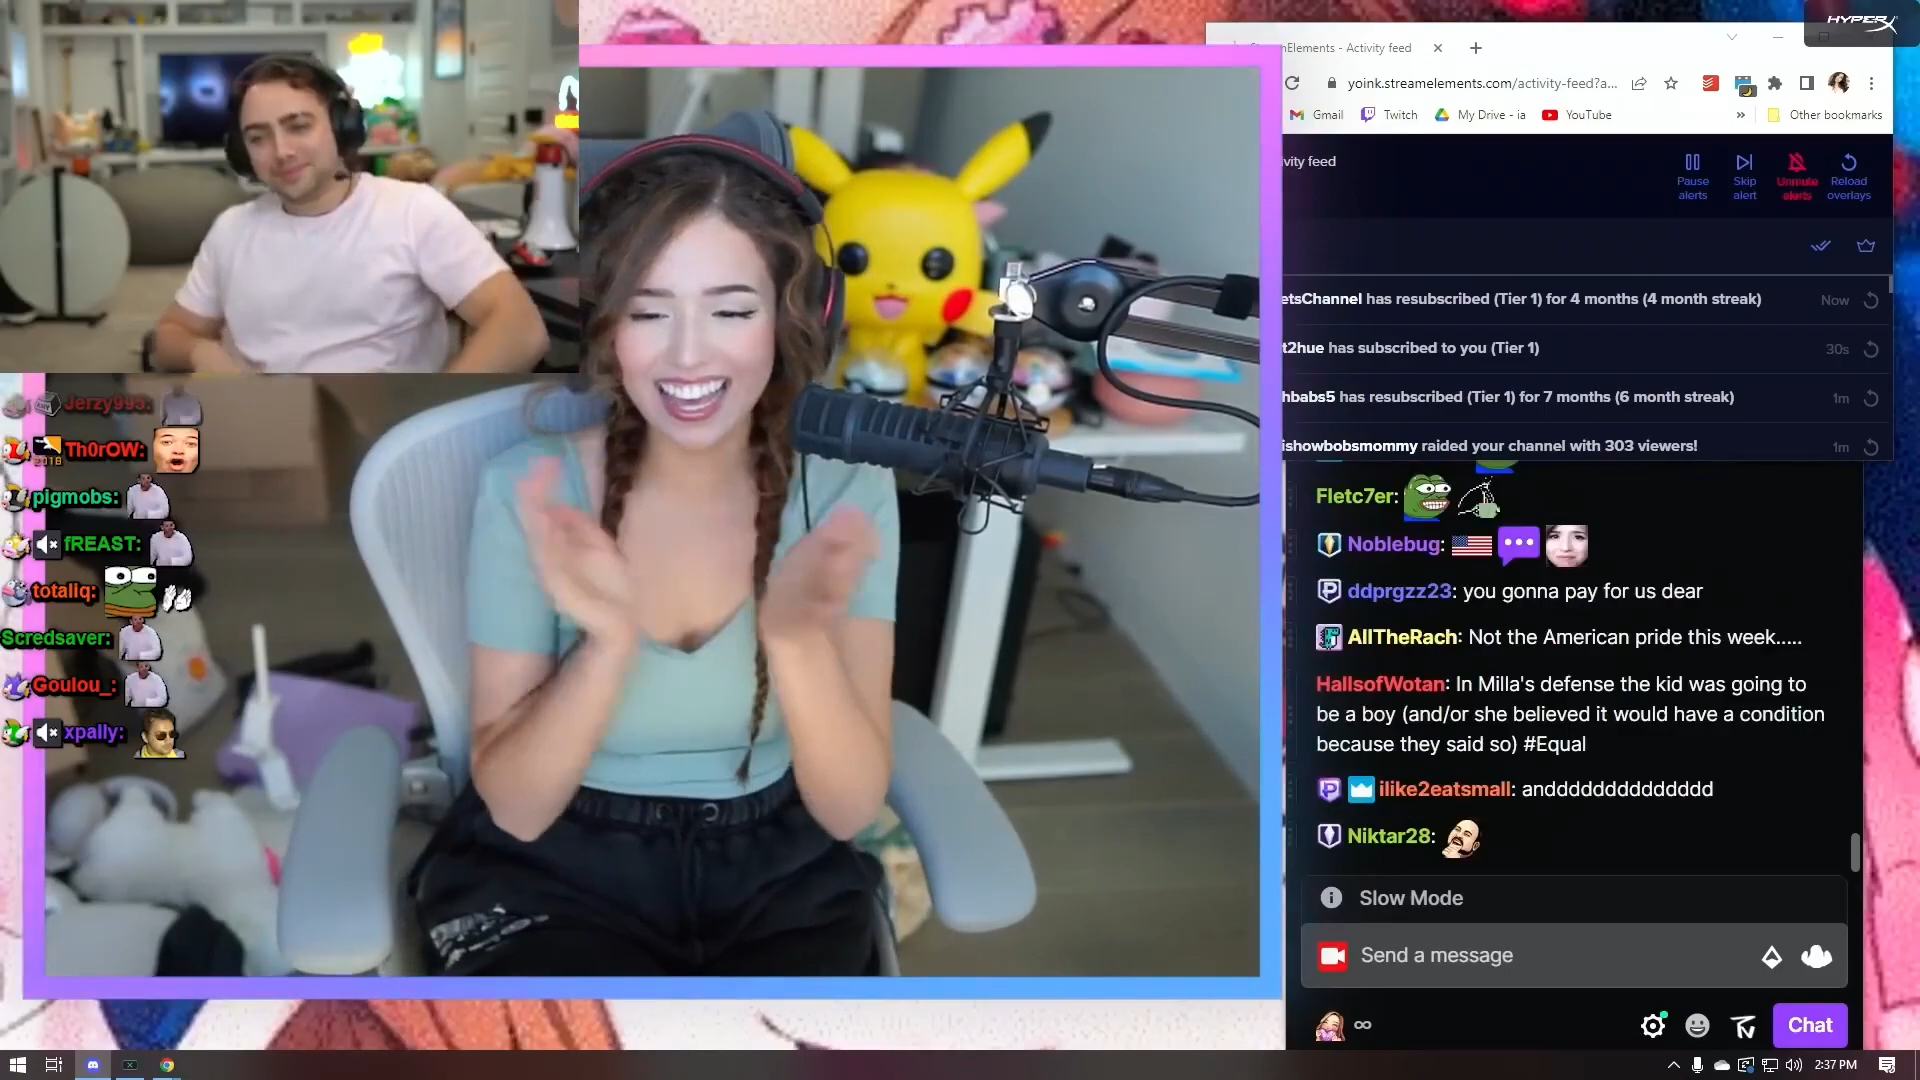 HYPERX
Elements - Activity feed
yoink.streamelements.com/activity-feed?a...
Gmail
Twitch
My Drive - ia
YouTube
»
Other bookmarks
vity feed
Pause alerts
Skip alert
Unmute alerts
Reload overlays
etsChannel has resubscribed (Tier 1) for 4 months (4 month streak)
Now
t2hue has subscribed to you (Tier 1)
30s
hbabs5 has resubscribed (Tier 1) for 7 months (6 month streak)
1m
ishowbobsmommy raided your channel with 303 viewers!
1m
Jerzy995:
2018 Th0rOW:
pigmobs:
fREAST:
totaliq:
Scredsaver:
Goulou_:
xpally:
Fletc7er:
Noblebug:
ddprgzz23: you gonna pay for us dear
AllTheRach: Not the American pride this week.....
HallsofWotan: In Milla's defense the kid was going to
be a boy (and/or she believed it would have a condition
because they said so) #Equal
ilike2eatsmall: anddddddddddddddd
Niktar28:
Slow Mode
Send a message
∞
Chat
2:37 PM